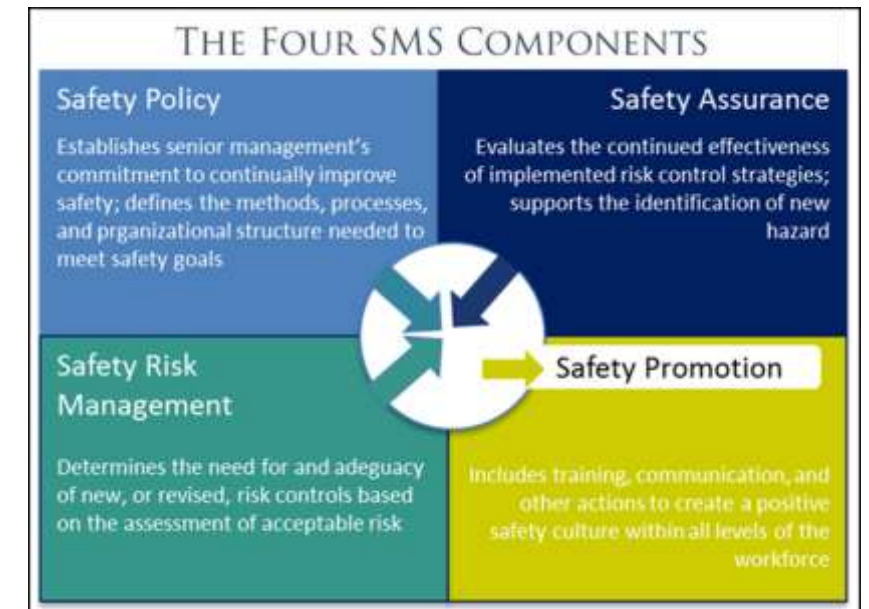 THE FOUR SMS COMPONENTS
Safety Policy
Establishes senior management's
commitment to continually improve
safety; defines the methods, processes,
and prganizational structure needed to
meet safety goals
Safety Assurance
Evaluates the continued effectiveness
of implemented risk control strategies;
supports the identification of new
hazard
Safety Risk
Management
Determines the need for and adeguacy
of new, or revised, risk controls based
on the assessment of acceptable risk
Safety Promotion
Includes training, communication, and
other actions to create a positive
safety culture within all levels of the
workforce